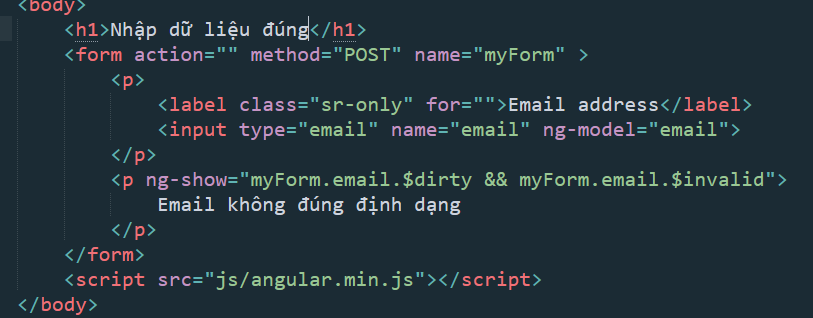 <body>
<h1>Nhập dữ liệu đúng</h1>
<form action="" method="POST" name="myForm" >
<p>
<label class="sr-only" for="">Email address</label>
<input type="email" name="email" ng-model="email">
</p>
<p ng-show="myForm.email.$dirty && myForm.email.$invalid">
Email không đúng định dạng
</p>
</form>
<script src="js/angular.min.js"></script>
</body>